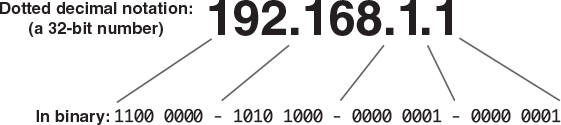 Dotted decimal notation: 192.168.1.1
(a 32-bit number)
In binary: 1100 0000 - 1010 1000 - 0000 0001 - 0000 0001